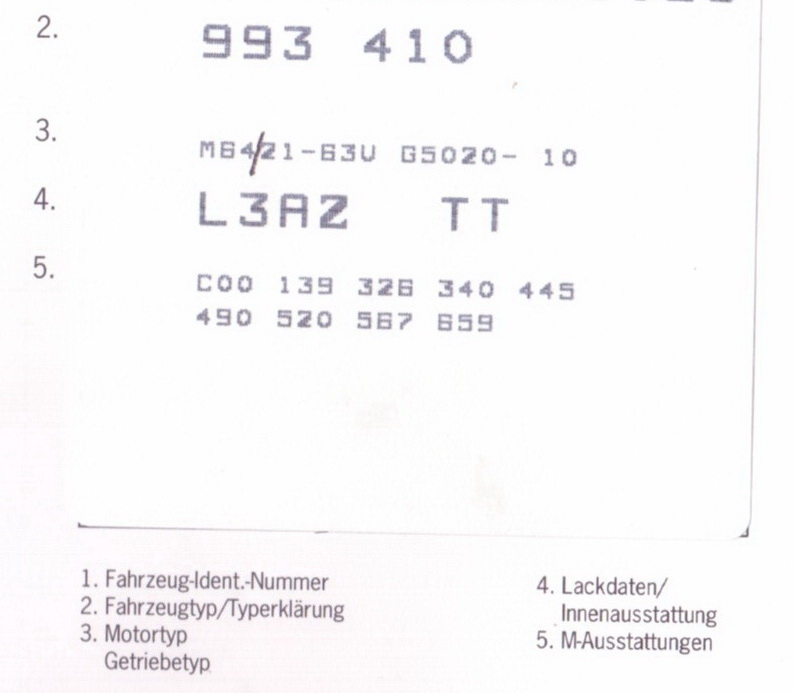 2. 993 410
3. M64/21-63U G5020- 10
4. L3AZ TT
5. C00 139 326 340 445
490 520 567 659
1. Fahrzeug-Ident.-Nummer
2. Fahrzeugtyp/Typerklärung
3. Motortyp
Getriebetyp
4. Lackdaten/
Innenausstattung
5. M-Ausstattungen